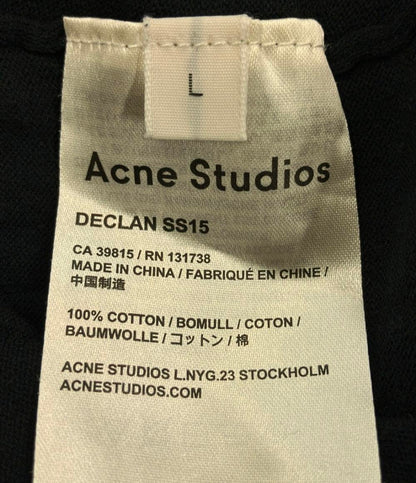 L
Acne Studios
DECLAN SS15
CA 39815 / RN 131738
MADE IN CHINA / FABRIQUÉ EN CHINE /
中国制造
100% COTTON / BOMULL / COTON /
BAUMWOLLE / コットン / 棉
ACNE STUDIOS L.NYG.23 STOCKHOLM
ACNESTUDIOS.COM